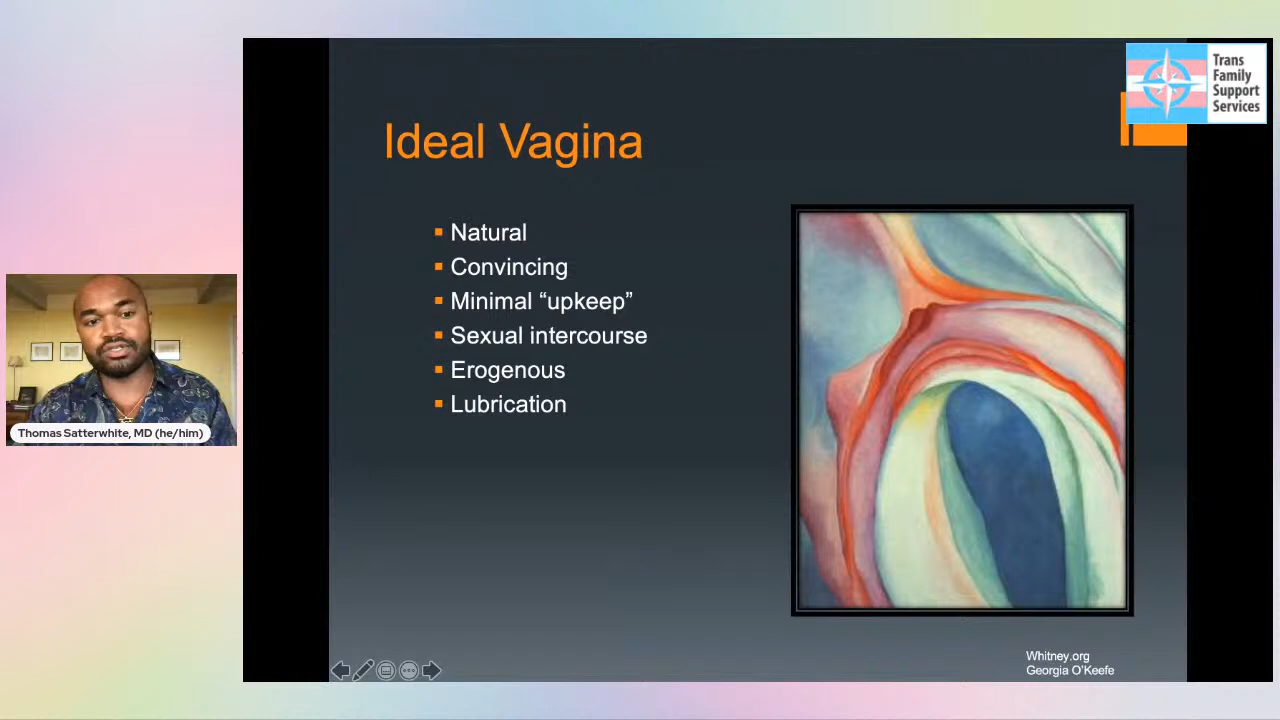 Trans
Family
Support
Services
Ideal Vagina
Natural
Convincing
Minimal “upkeep”
Sexual intercourse
Erogenous
Lubrication
Thomas Satterwhite, MD (he/him)
Whitney.org
Georgia O'Keefe